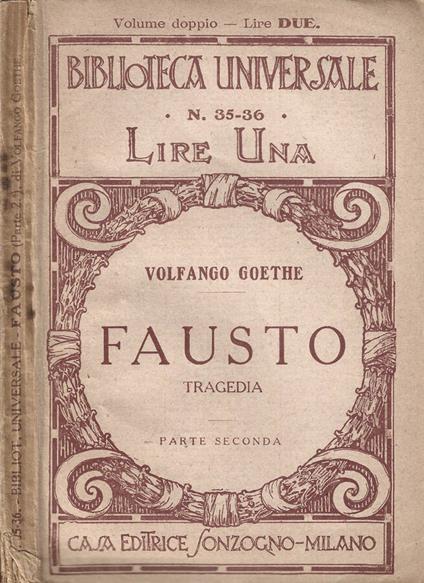 Volume doppio — Lire DUE.
BIBLIOTECA UNIVERSALE
· N. 35-36 ·
LIRE UNA
VOLFANGO GOETHE
FAUSTO
TRAGEDIA
PARTE SECONDA
CASA EDITRICE SONZOGNO-MILANO
35-36. - BIBLIOT. UNIVERSALE - FAUSTO (Parte 2.), di VOLFANGO GOETHE.